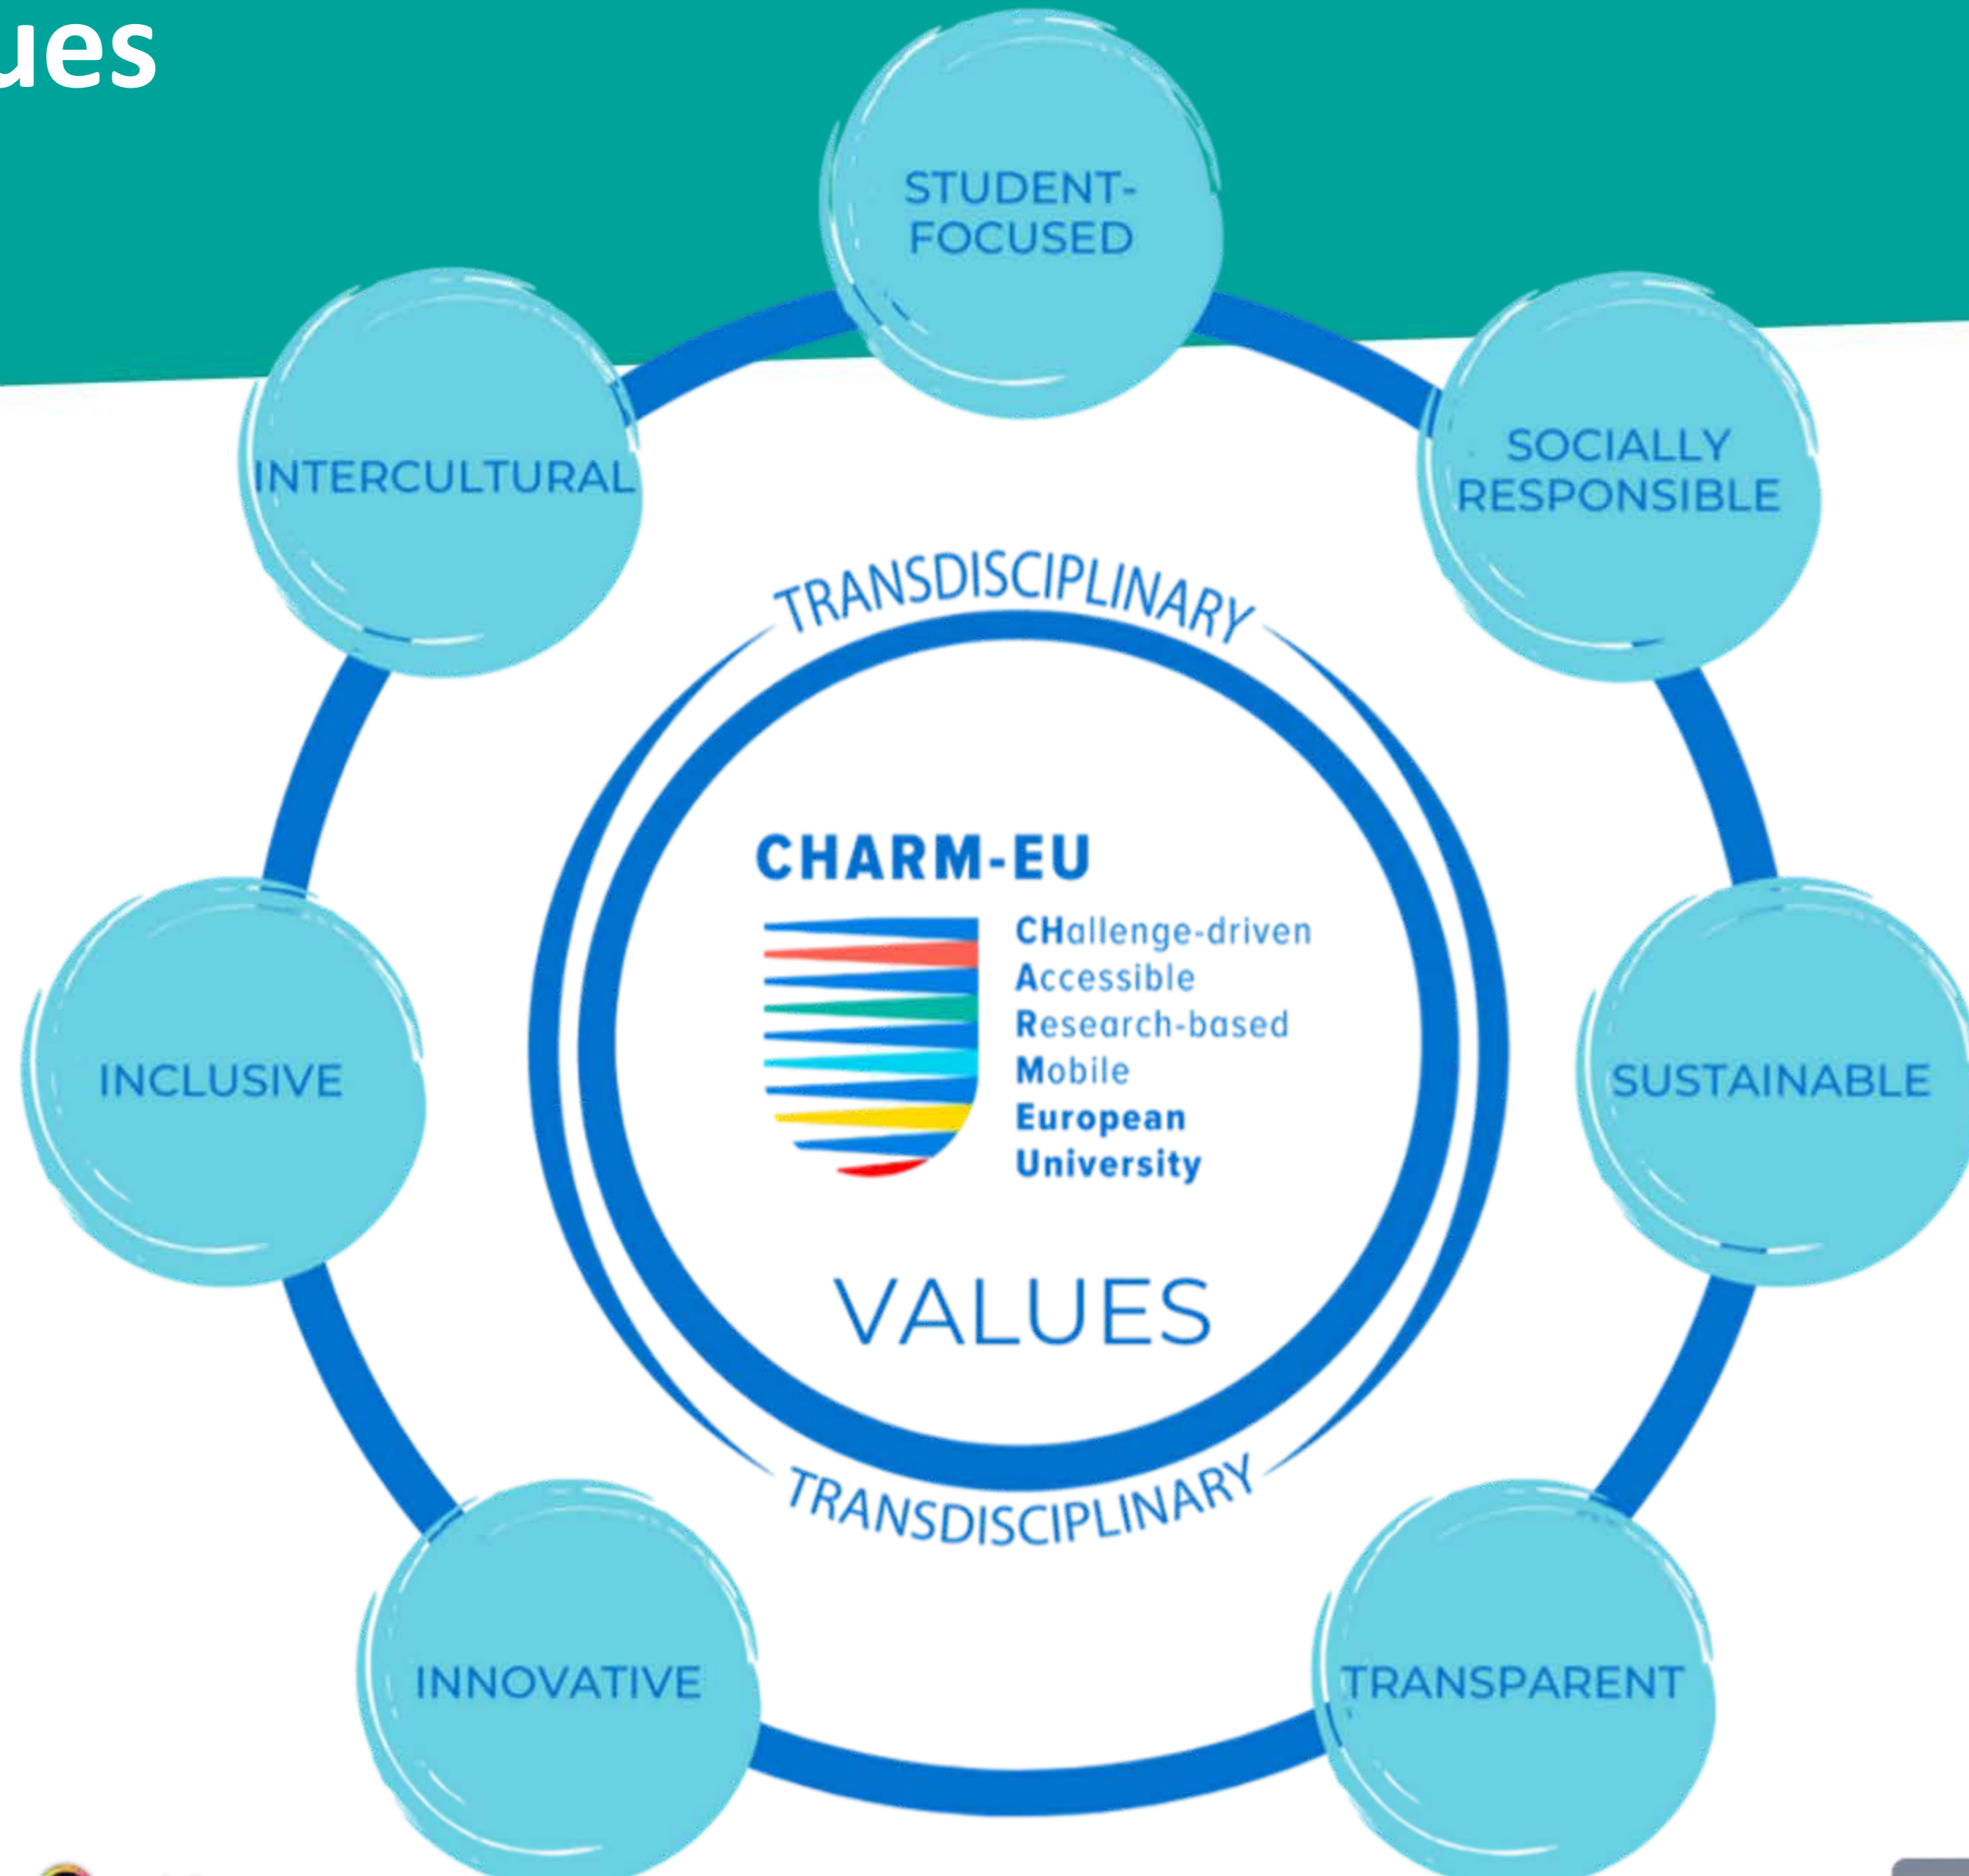 ues
STUDENT-
FOCUSED
INTERCULTURAL
SOCIALLY
RESPONSIBLE
TRANSDISCIPLINARY
CHARM-EU
CHallenge-driven
Accessible
Research-based
Mobile
European
University
INCLUSIVE
SUSTAINABLE
VALUES
TRANSDISCIPLINARY
INNOVATIVE
TRANSPARENT